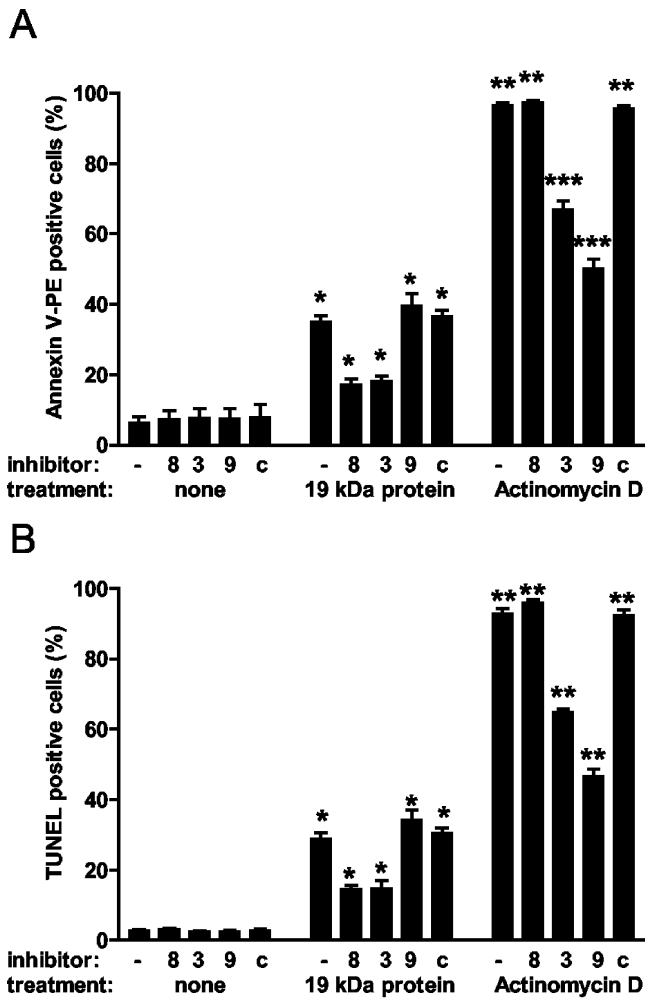 A
Annexin V-PE positive cells (%)
100
80
60
40
20
0
** ** *** *** **
* * * * *
inhibitor: - 8 3 9 c - 8 3 9 c - 8 3 9 c
treatment: none 19 kDa protein Actinomycin D
B
TUNEL positive cells (%)
100
80
60
40
20
0
** ** ** ** **
* * * * *
inhibitor: - 8 3 9 c - 8 3 9 c - 8 3 9 c
treatment: none 19 kDa protein Actinomycin D